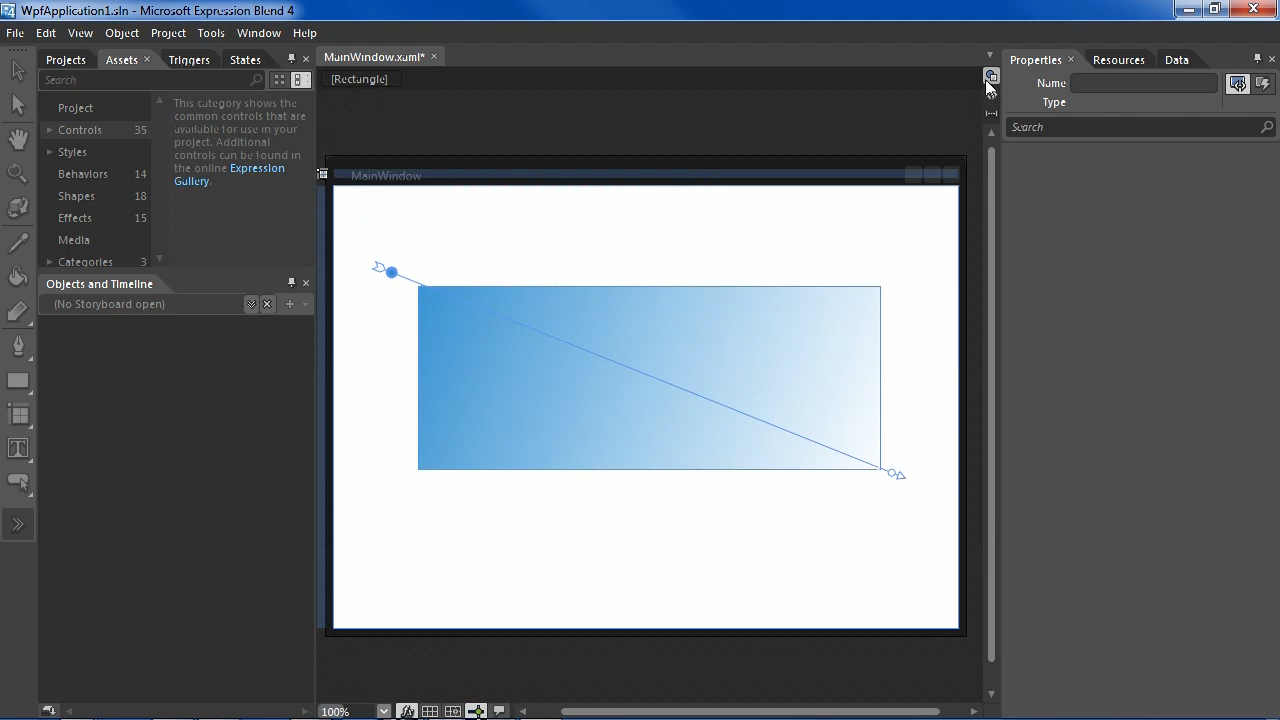 WpfApplication1.sln - Microsoft Expression Blend 4
File Edit View Object Project Tools Window Help
Projects Assets Triggers States
MainWindow.xaml*
Properties Resources Data
Search
[Rectangle]
Name
Type
Search
Project
Controls 35
Styles
Behaviors 14
Shapes 18
Effects 15
Media
Categories 3
This category shows the
common controls that are
available for use in your
project. Additional
controls can be found in
the online Expression
Gallery.
MainWindow
Objects and Timeline
(No Storyboard open)
100%